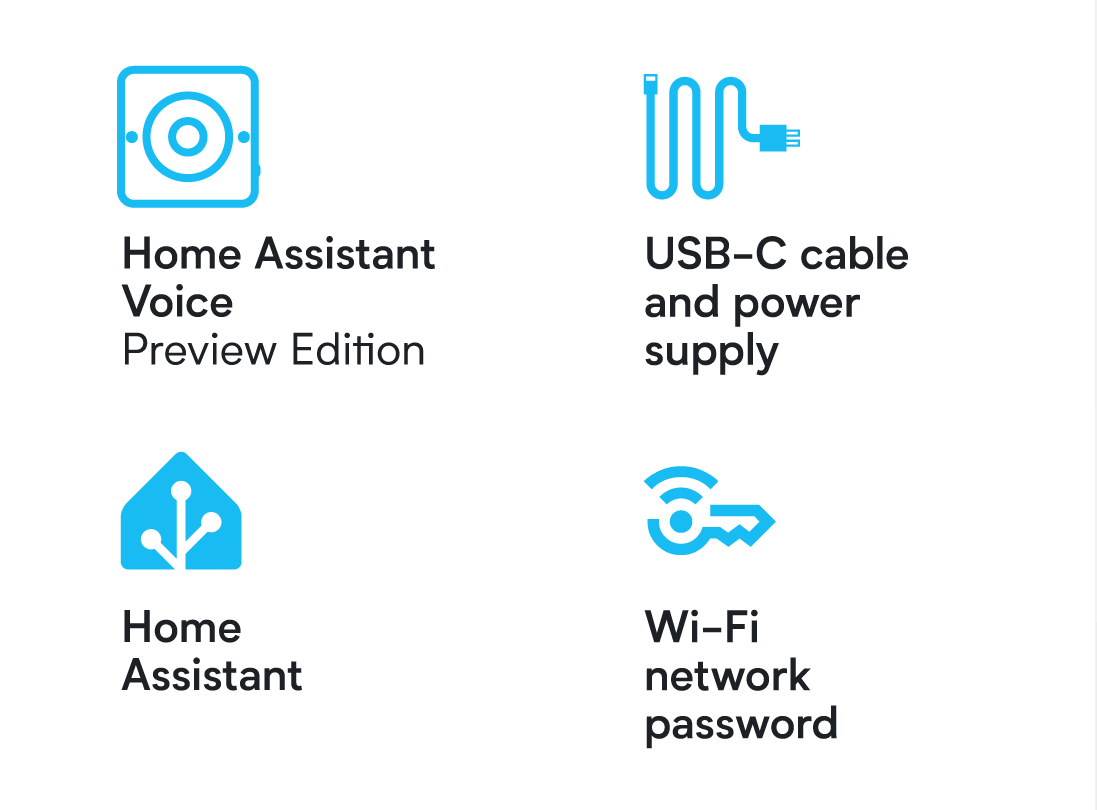 Home Assistant
Voice
Preview Edition
USB-C cable
and power
supply
Home
Assistant
Wi-Fi
network
password